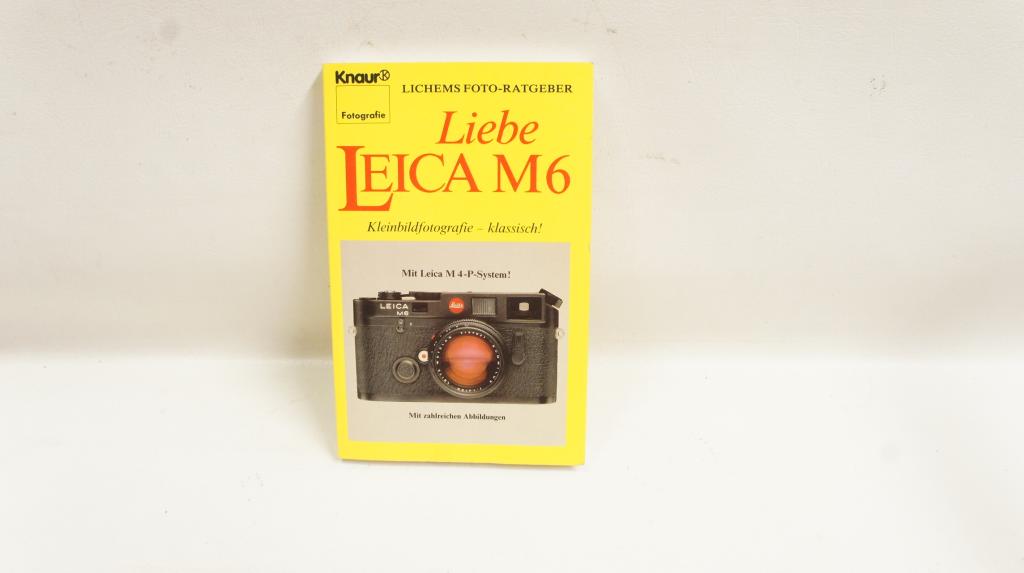 Knaur®
LICHEMS FOTO-RATGEBER
Fotografie
Liebe
LEICA M6
Kleinbildfotografie – klassisch!
Mit Leica M 4-P-System!
LEICA
M6
Leitz
Mit zahlreichen Abbildungen